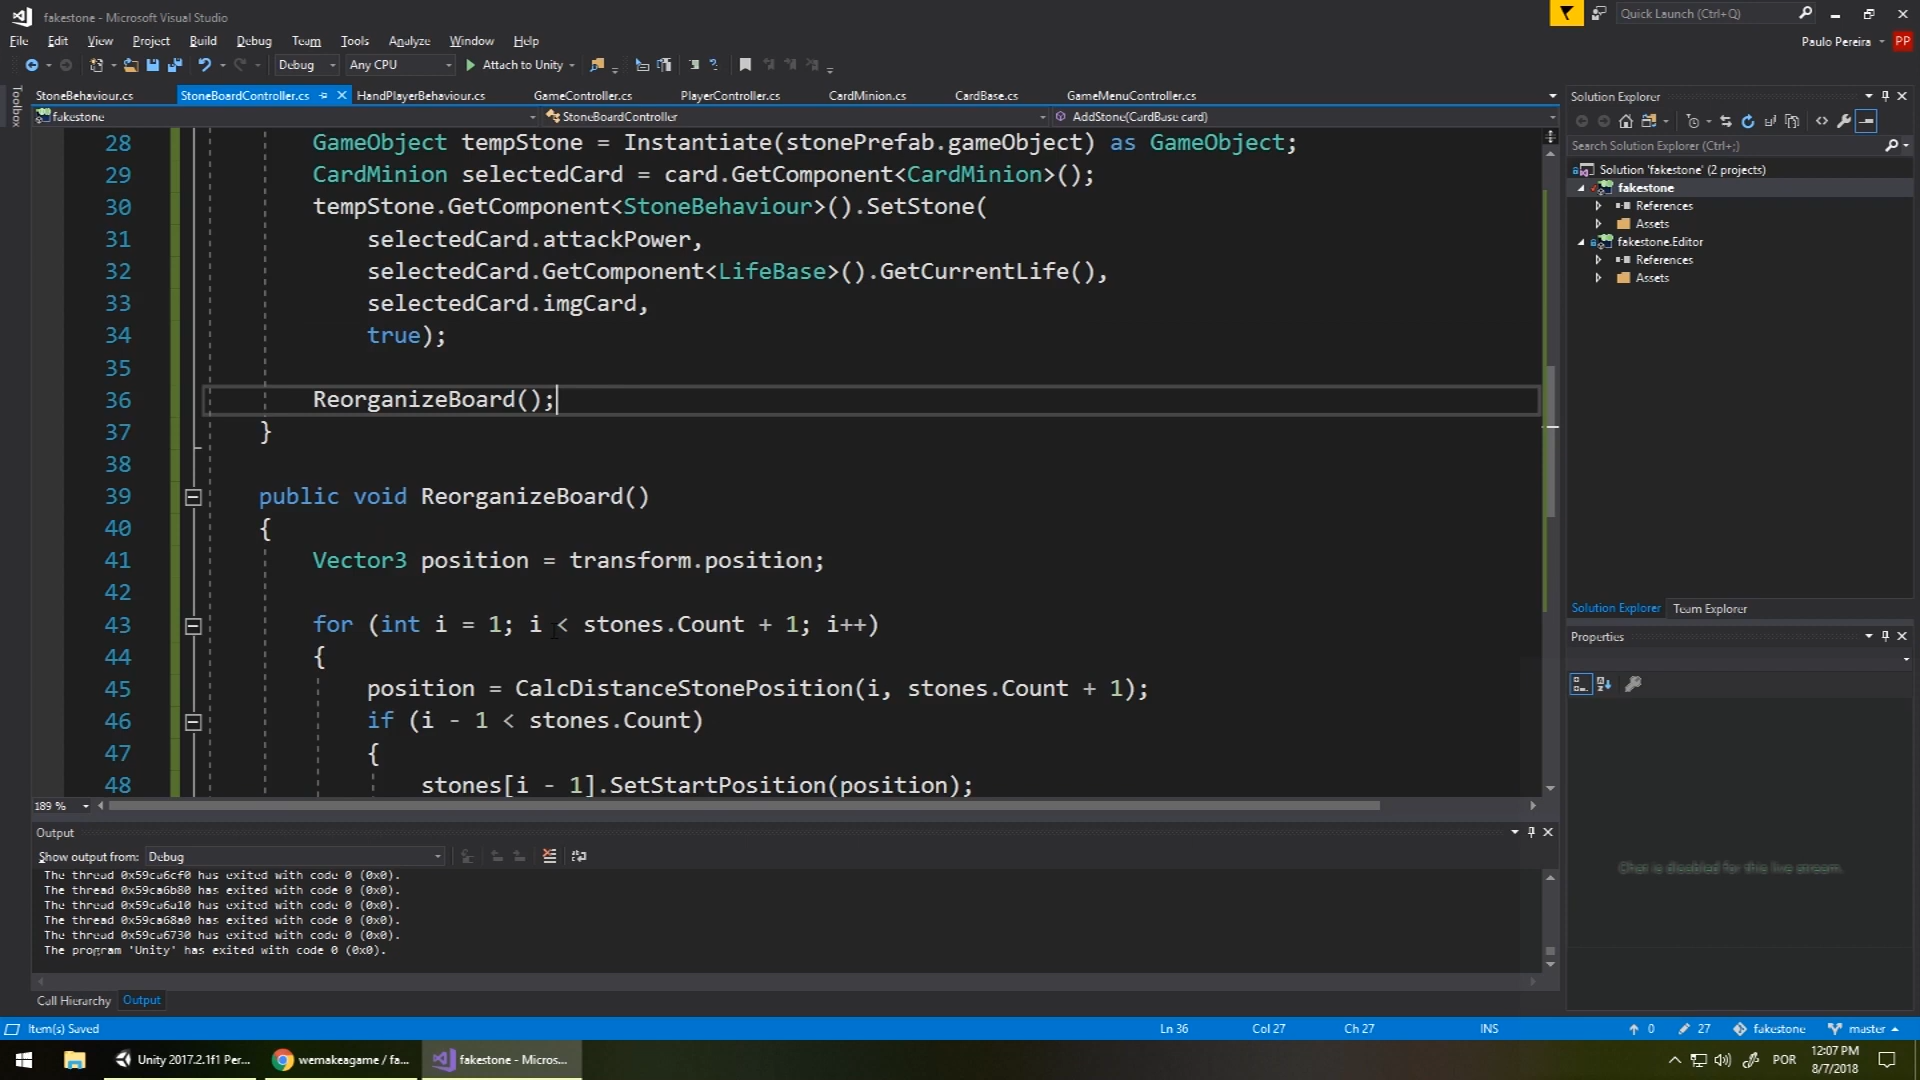 fakestone - Microsoft Visual Studio
Quick Launch (Ctrl+Q)
File Edit View Project Build Debug Team Tools Analyze Window Help
Paulo Pereira PP
Debug Any CPU Attach to Unity
Toolbox
StoneBehaviour.cs StoneBoardController.cs HandPlayerBehaviour.cs GameController.cs PlayerController.cs CardMinion.cs CardBase.cs GameMenuController.cs
fakestone StoneBoardController AddStone(CardBase card)
28 GameObject tempStone = Instantiate(stonePrefab.gameObject) as GameObject;
29 CardMinion selectedCard = card.GetComponent<CardMinion>();
30 tempStone.GetComponent<StoneBehaviour>().SetStone(
31 selectedCard.attackPower,
32 selectedCard.GetComponent<LifeBase>().GetCurrentLife(),
33 selectedCard.imgCard,
34 true);
35
36 ReorganizeBoard();
37 }
38
39 public void ReorganizeBoard()
40 {
41 Vector3 position = transform.position;
42
43 for (int i = 1; i < stones.Count + 1; i++)
44 {
45 position = CalcDistanceStonePosition(i, stones.Count + 1);
46 if (i - 1 < stones.Count)
47 {
48 stones[i - 1].SetStartPosition(position);
189 %
Output
Show output from: Debug
The thread 0x59ca6cf0 has exited with code 0 (0x0).
The thread 0x59ca6b80 has exited with code 0 (0x0).
The thread 0x59ca6a10 has exited with code 0 (0x0).
The thread 0x59ca68a0 has exited with code 0 (0x0).
The thread 0x59ca6730 has exited with code 0 (0x0).
The program 'Unity' has exited with code 0 (0x0).
Call Hierarchy Output
Solution Explorer
Search Solution Explorer (Ctrl+;)
Solution 'fakestone' (2 projects)
fakestone
References
Assets
fakestone.Editor
References
Assets
Solution Explorer Team Explorer
Properties
Chat is disabled for this live stream.
Item(s) Saved Ln 36 Col 27 Ch 27 INS 0 27 fakestone master
Unity 2017.2.1f1 Per... wemakeagame / fa... fakestone - Micros... POR 12:07 PM
8/7/2018